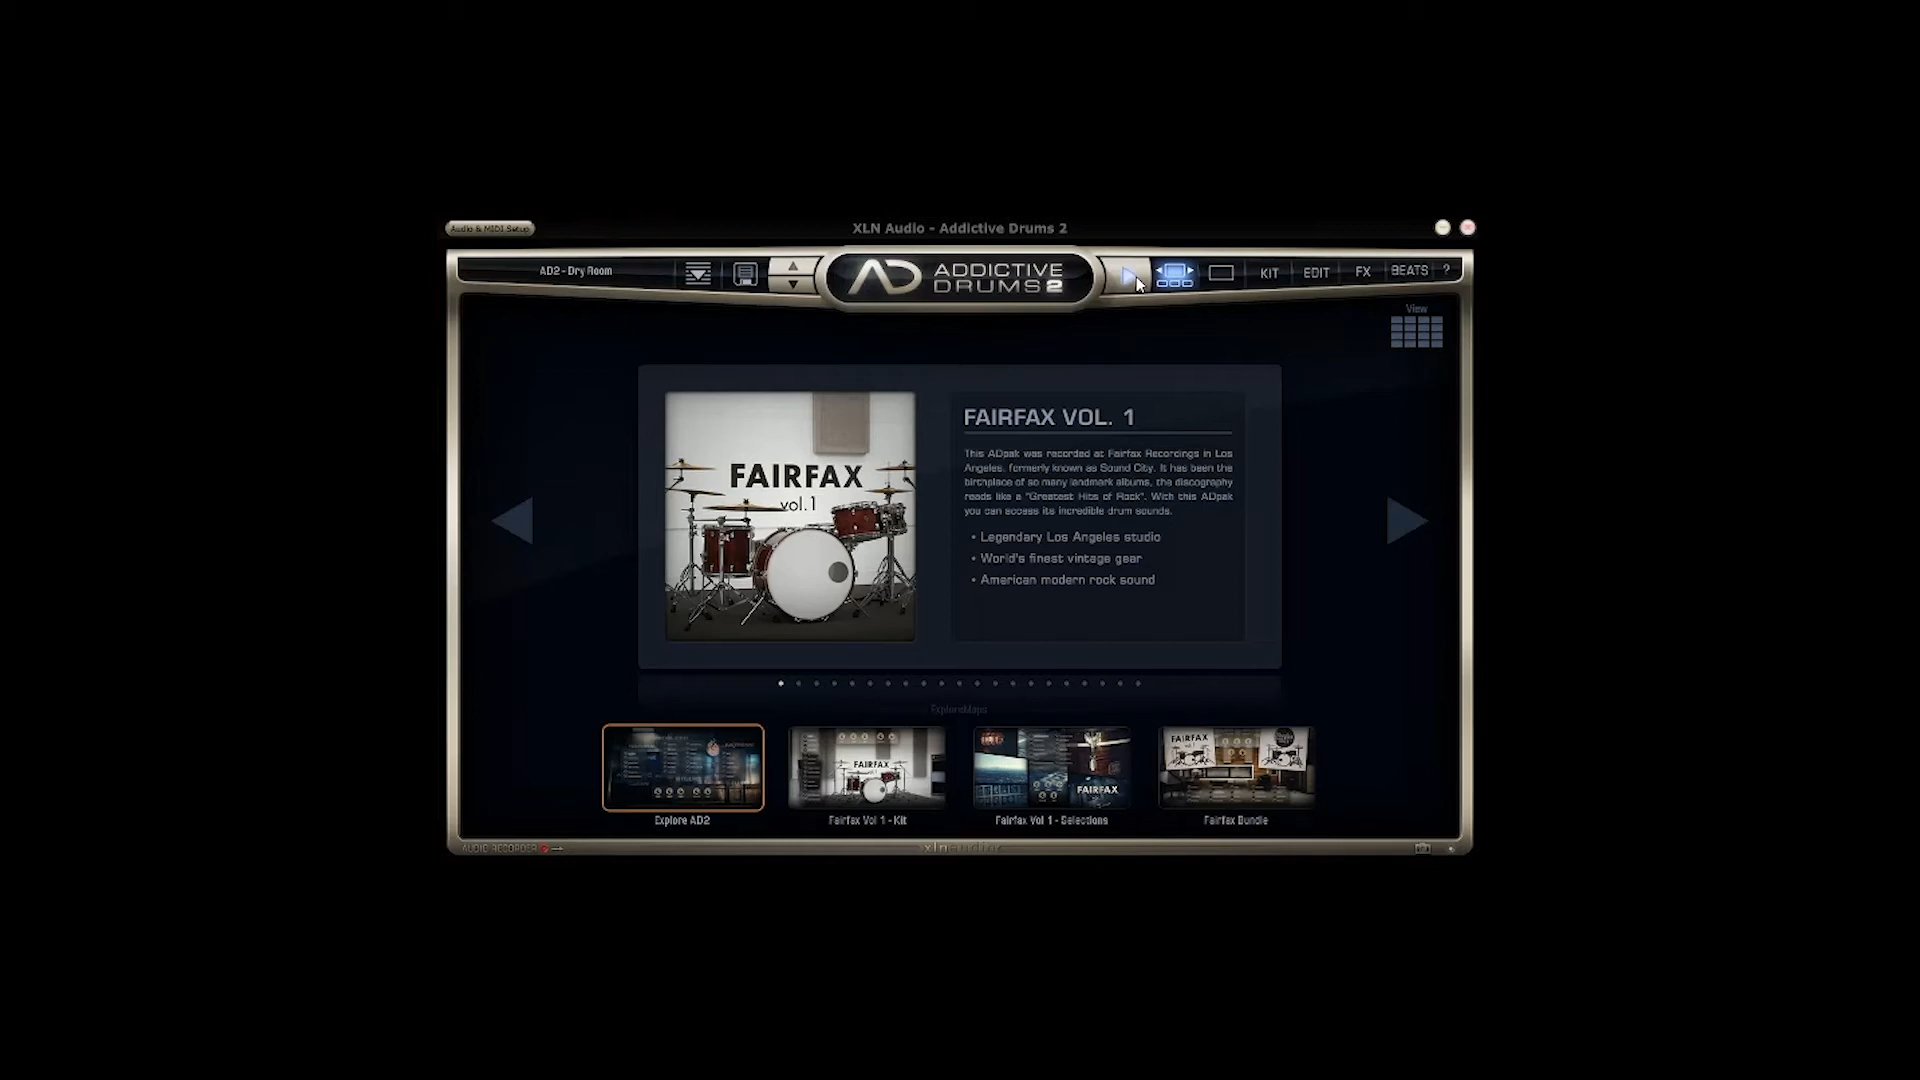 Audio & MIDI Setup
XLN Audio - Addictive Drums 2
AD2 - Dry Room
ADDICTIVE
DRUMS 2
KIT
EDIT
FX
BEATS
?
View
FAIRFAX
vol.1
FAIRFAX VOL. 1
This ADpak was recorded at Fairfax Recordings in Los
Angeles, formerly known as Sound City. It has been the
birthplace of so many landmark albums, the discography
reads like a "Greatest Hits of Rock". With this ADpak
you can access its incredible drum sounds.
• Legendary Los Angeles studio
• World's finest vintage gear
• American modern rock sound
ExploreMaps
FAIRFAX
FAIRFAX
FAIRFAX
Explore AD2
Fairfax Vol 1 - Kit
Fairfax Vol 1 - Selections
Fairfax Bundle
AUDIO RECORDER
xln audio